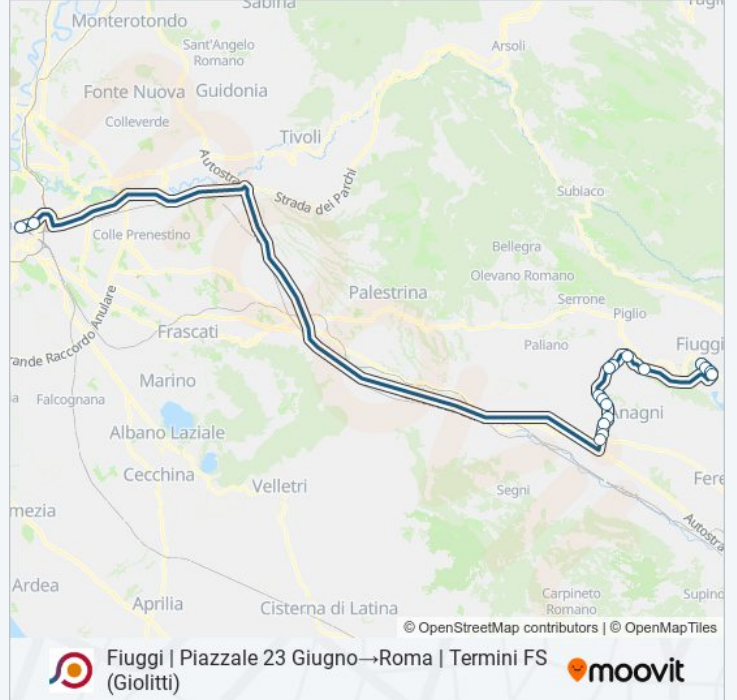 Sabina
Monterotondo
Arsoli
Sant'Angelo
Romano
Fonte Nuova
Guidonia
Colleverde
Tivoli
Autostra
Strada dei Parchi
Subiaco
Colle Prenestino
Bellegra
Olevano Romano
Palestrina
Serrone
Piglio
ande Raccordo Anulare
Frascati
Paliano
Fiuggi
Marino
Falcognana
Anagni
Albano Laziale
Cecchina
Velletri
Segni
Fere
mezia
Autostra
Ardea
Aprilia
Cisterna di Latina
Carpineto
Romano
Supino
© OpenStreetMap contributors | © OpenMapTiles
Fiuggi | Piazzale 23 Giugno→Roma | Termini FS
(Giolitti)
moovit